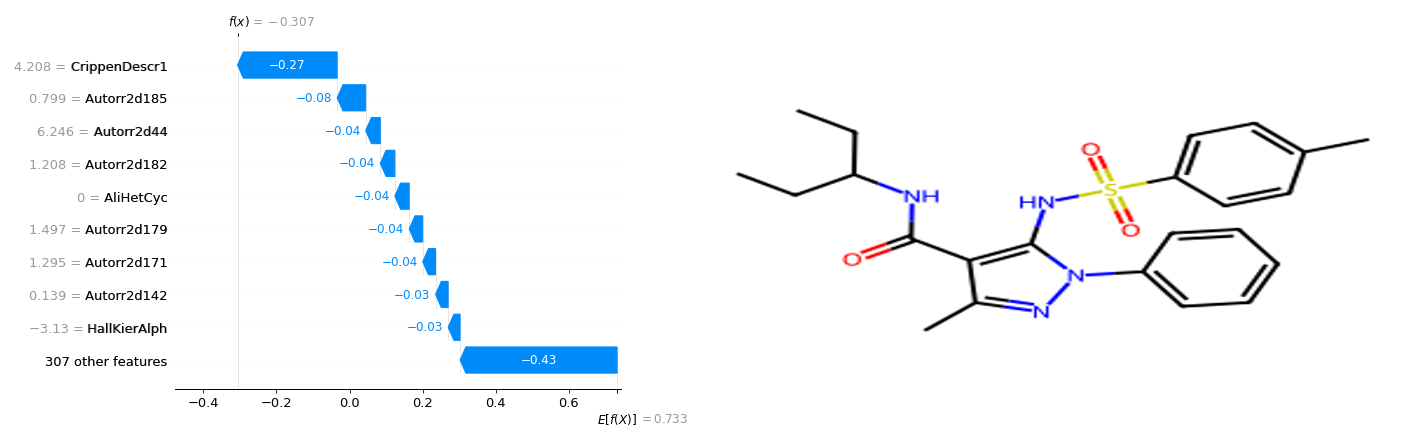 f(x) = −0.307
4.208 = CrippenDescr1
−0.27
0.799 = Autorr2d185
−0.08
6.246 = Autorr2d44
−0.04
1.208 = Autorr2d182
−0.04
0 = AliHetCyc
−0.04
1.497 = Autorr2d179
−0.04
1.295 = Autorr2d171
−0.04
0.139 = Autorr2d142
−0.03
−3.13 = HallKierAlph
−0.03
307 other features
−0.43
−0.4 −0.2 0.0 0.2 0.4 0.6
E[f(X)] = 0.733
O
NH
HN
S
O
O
N
N